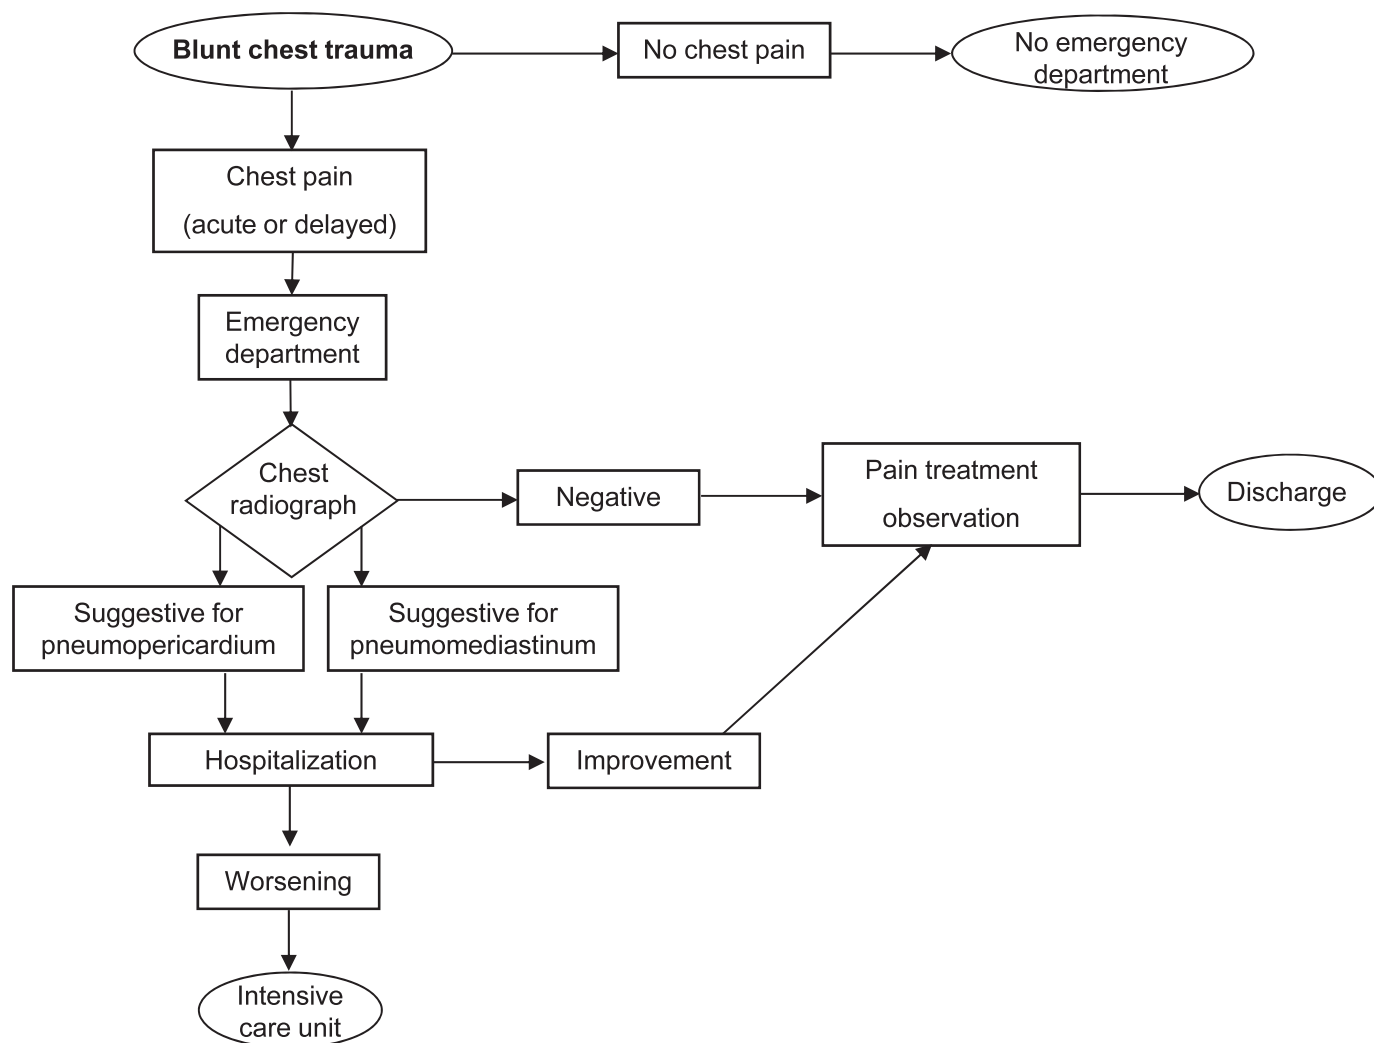 Blunt chest trauma
No chest pain
No emergency
department
Chest pain
(acute or delayed)
Emergency
department
Chest
radiograph
Negative
Pain treatment
observation
Discharge
Suggestive for
pneumopericardium
Suggestive for
pneumomediastinum
Hospitalization
Improvement
Worsening
Intensive
care unit